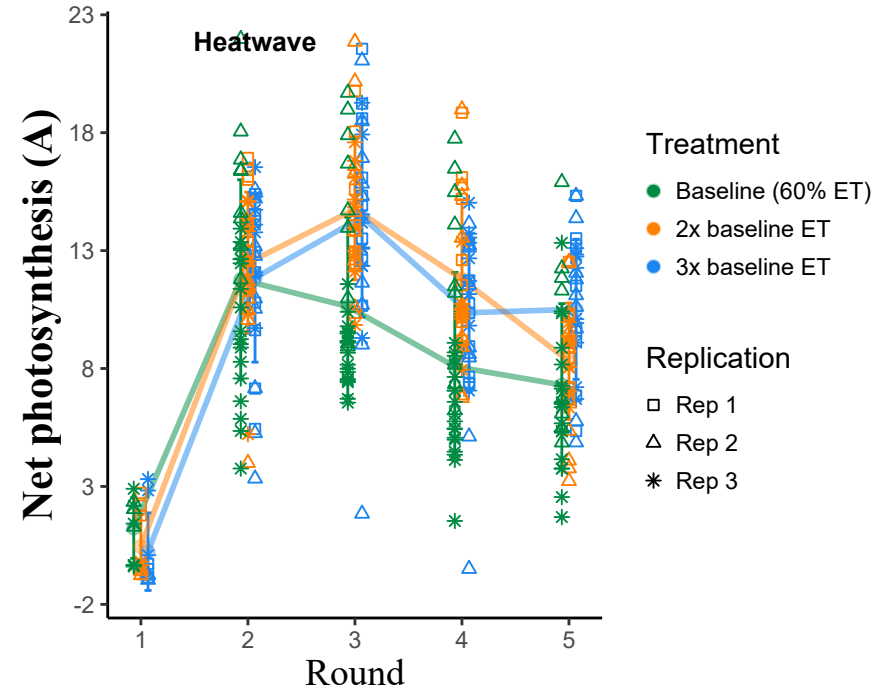 23
Heatwave
18
13
8
3
-2
Net photosynthesis (A)
1 2 3 4 5
Round
Treatment
Baseline (60% ET)
2x baseline ET
3x baseline ET
Replication
Rep 1
Rep 2
Rep 3